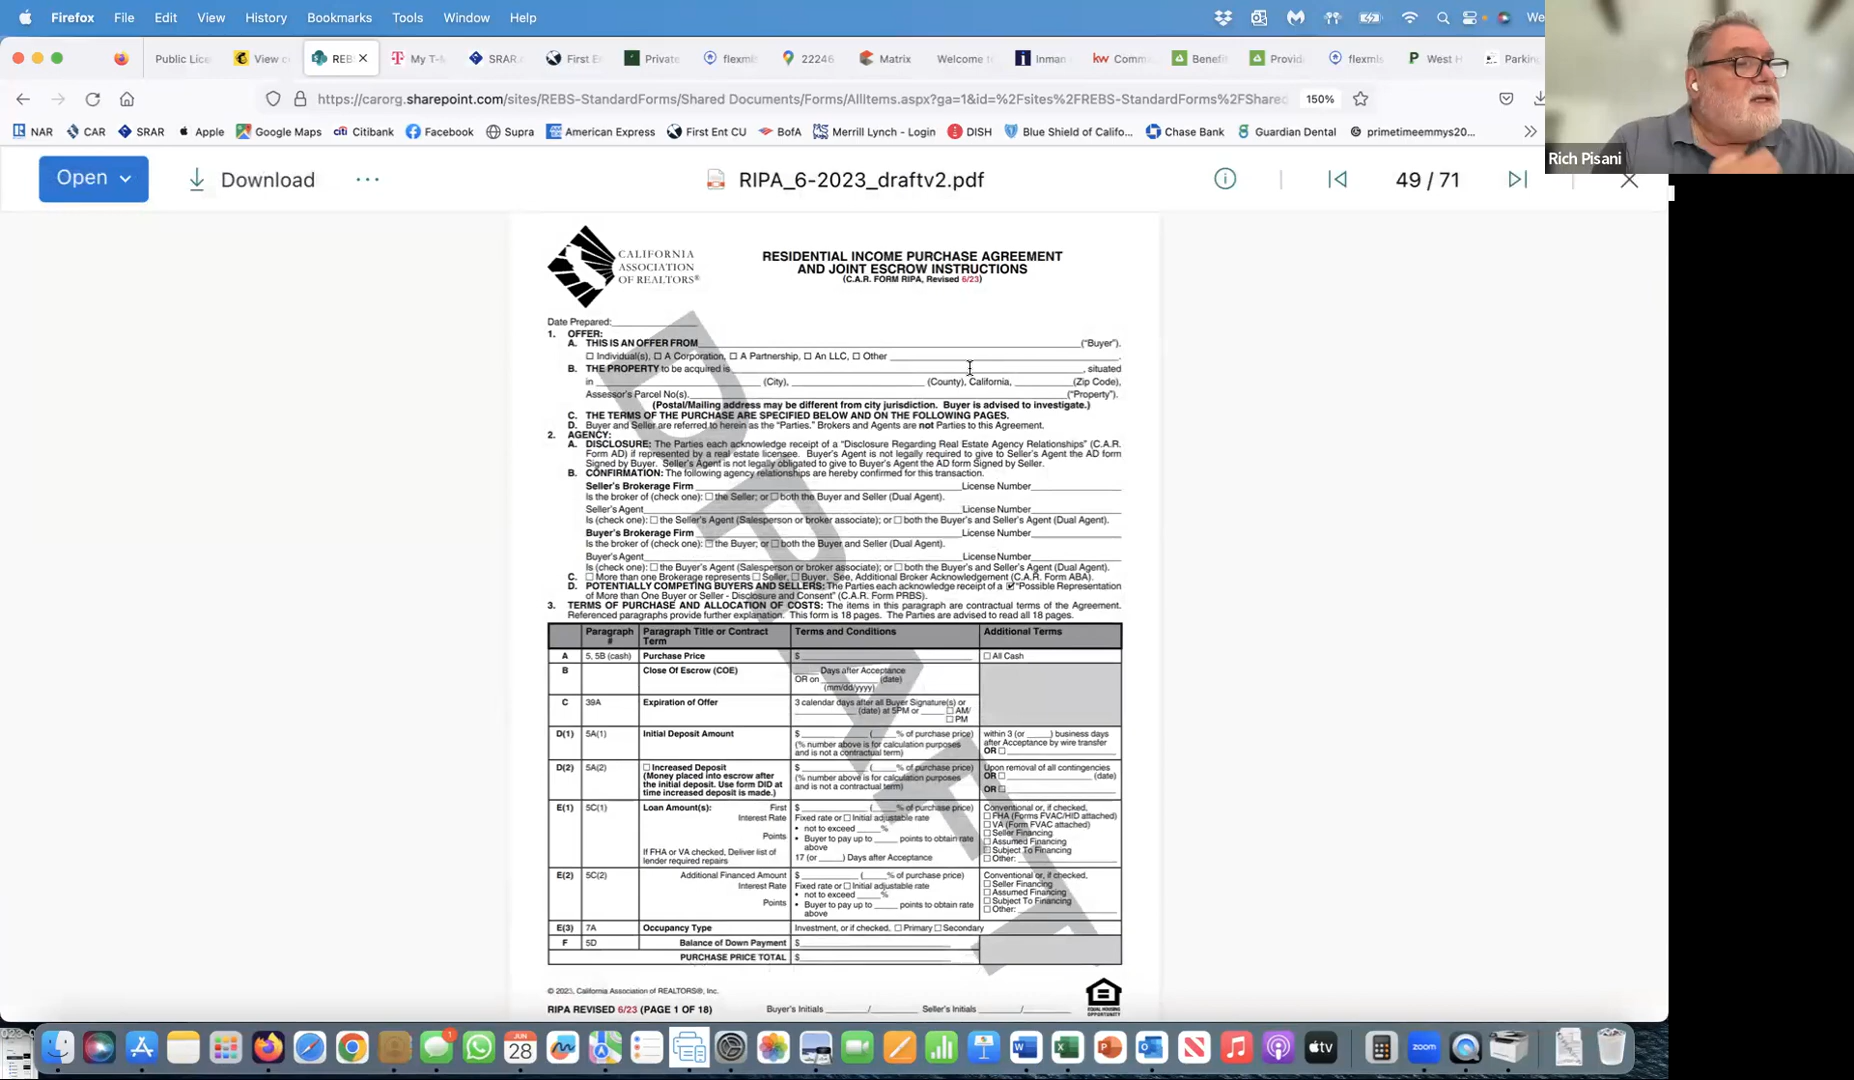 Firefox File Edit View History Bookmarks Tools Window Help
We
Public Lice
View c
REB
My T-M
SRAR.
First E
Private
flexmls
22246
Matrix
Welcome to
Inman
Comma
Benefit
Provid
flexmls
West H
Parking
https://carorg.sharepoint.com/sites/REBS-StandardForms/Shared Documents/Forms/AllItems.aspx?ga=1&id=%2Fsites%2FREBS-StandardForms%2FShared
150%
NAR CAR SRAR Apple Google Maps Citibank Facebook Supra American Express First Ent CU BofA Merrill Lynch - Login DISH Blue Shield of Califo... Chase Bank Guardian Dental primetimeemmys20...
Rich Pisani
Open Download ... RIPA_6-2023_draftv2.pdf 49 / 71
CALIFORNIA
ASSOCIATION
OF REALTORS®
RESIDENTIAL INCOME PURCHASE AGREEMENT
AND JOINT ESCROW INSTRUCTIONS
(C.A.R. FORM RIPA, Revised 6/23)
DRAFT
Date Prepared:
1. OFFER:
A. THIS IS AN OFFER FROM ("Buyer").
☐ Individual(s), ☐ A Corporation, ☐ A Partnership, ☐ An LLC, ☐ Other
B. THE PROPERTY to be acquired is , situated
in (City), (County), California, (Zip Code),
Assessor's Parcel No(s). ("Property").
(Postal/Mailing address may be different from city jurisdiction. Buyer is advised to investigate.)
C. THE TERMS OF THE PURCHASE ARE SPECIFIED BELOW AND ON THE FOLLOWING PAGES.
D. Buyer and Seller are referred to herein as the "Parties." Brokers and Agents are not Parties to this Agreement.
2. AGENCY:
A. DISCLOSURE: The Parties each acknowledge receipt of a "Disclosure Regarding Real Estate Agency Relationships" (C.A.R.
Form AD) if represented by a real estate licensee. Buyer's Agent is not legally required to give to Seller's Agent the AD form
Signed by Buyer. Seller's Agent is not legally obligated to give to Buyer's Agent the AD form Signed by Seller.
B. CONFIRMATION: The following agency relationships are hereby confirmed for this transaction.
Seller's Brokerage Firm License Number
Is the broker of (check one): ☐ the Seller; or ☐ both the Buyer and Seller (Dual Agent).
Seller's Agent License Number
Is (check one): ☐ the Seller's Agent (Salesperson or broker associate); or ☐ both the Buyer's and Seller's Agent (Dual Agent).
Buyer's Brokerage Firm License Number
Is the broker of (check one): ☐ the Buyer; or ☐ both the Buyer and Seller (Dual Agent).
Buyer's Agent License Number
Is (check one): ☐ the Buyer's Agent (Salesperson or broker associate); or ☐ both the Buyer's and Seller's Agent (Dual Agent).
C. ☐ More than one Brokerage represents ☐ Seller, ☐ Buyer. See, Additional Broker Acknowledgement (C.A.R. Form ABA).
D. POTENTIALLY COMPETING BUYERS AND SELLERS: The Parties each acknowledge receipt of a ☑ "Possible Representation
of More Than One Buyer or Seller - Disclosure and Consent" (C.A.R. Form PRBS).
3. TERMS OF PURCHASE AND ALLOCATION OF COSTS: The items in this paragraph are contractual terms of the Agreement.
Referenced paragraphs provide further explanation. This form is 18 pages. The Parties are advised to read all 18 pages.
Paragraph #
Paragraph Title or Contract Term
Terms and Conditions
Additional Terms
A 5, 5B (cash) Purchase Price $ ☐ All Cash
B Close Of Escrow (COE) Days after Acceptance
OR on (date)
(mm/dd/yyyy)
C 39A Expiration of Offer 3 calendar days after all Buyer Signature(s) or
(date) at 5PM or ☐ AM/
☐ PM
D(1) 5A(1) Initial Deposit Amount $ ( % of purchase price) within 3 (or ) business days
(% number above is for calculation purposes after Acceptance by wire transfer
and is not a contractual term) OR ☐
D(2) 5A(2) ☐ Increased Deposit $ ( % of purchase price) Upon removal of all contingencies
(Money placed into escrow after (% number above is for calculation purposes OR ☐ (date)
the initial deposit. Use form DID at and is not a contractual term) OR ☐
time increased deposit is made.)
E(1) 5C(1) Loan Amount(s): First $ ( % of purchase price) Conventional or, if checked,
Interest Rate Fixed rate or ☐ Initial adjustable rate ☐ FHA (Forms FVAC/HID attached)
• not to exceed % ☐ VA (Form FVAC attached)
Points • Buyer to pay up to points to obtain rate ☐ Seller Financing
above ☐ Assumed Financing
If FHA or VA checked, Deliver list of 17 (or ) Days after Acceptance ☐ Subject To Financing
lender required repairs ☐ Other:
E(2) 5C(2) Additional Financed Amount $ ( % of purchase price) Conventional or, if checked,
Interest Rate Fixed rate or ☐ Initial adjustable rate ☐ Seller Financing
• not to exceed % ☐ Assumed Financing
Points • Buyer to pay up to points to obtain rate ☐ Subject To Financing
above ☐ Other:
E(3) 7A Occupancy Type Investment, or if checked, ☐ Primary ☐ Secondary
F 5D Balance of Down Payment $
PURCHASE PRICE TOTAL $
© 2023, California Association of REALTORS®, Inc.
RIPA REVISED 6/23 (PAGE 1 OF 18) Buyer's Initials / Seller's Initials /
EQUAL HOUSING
OPPORTUNITY
1
JUN
28
tv
zoom